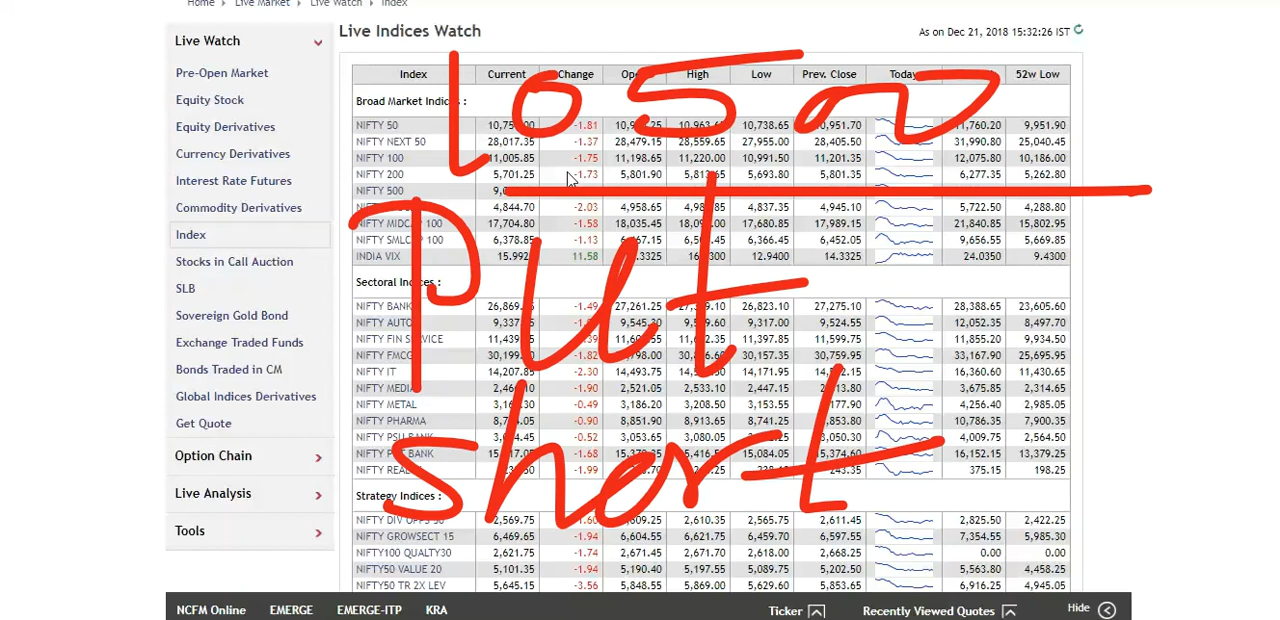 Home Live Market Live Watch Index
Live Watch
Pre-Open Market
Equity Stock
Equity Derivatives
Currency Derivatives
Interest Rate Futures
Commodity Derivatives
Index
Stocks in Call Auction
SLB
Sovereign Gold Bond
Exchange Traded Funds
Bonds Traded in CM
Global Indices Derivatives
Get Quote
Option Chain
Live Analysis
Tools
Live Indices Watch
As on Dec 21, 2018 15:32:26 IST
Index Current Change High Low Prev. Close 52w Low
Broad Market Indices :
NIFTY 50 -1.81 10,738.65 9,951.90
NIFTY NEXT 50 28,017.35 -1.37 28,479.15 28,559.65 27,955.00 28,405.50 31,990.80 25,040.45
NIFTY 100 11,005.85 -1.75 11,198.65 11,220.00 10,991.50 11,201.35 12,075.80 10,186.00
NIFTY 200 5,701.25 -1.73 5,801.90 5,693.80 5,801.35 6,277.35 5,262.80
NIFTY 500
4,844.70 -2.03 4,958.65 4,837.35 4,945.10 5,722.50 4,288.80
17,704.80 -1.58 18,035.45 17,680.85 17,989.15 21,840.85 15,802.95
6,378.85 -1.13 6,366.45 6,452.05 9,656.55 5,669.85
INDIA VIX 15.992 11.58 12.9400 14.3325 24.0350 9.4300
Sectoral Indices :
NIFTY BANK -1.49 27,261.25 26,823.10 27,275.10 28,388.65 23,605.60
NIFTY AUTO 9,317.00 9,524.55 12,052.35 8,497.70
NIFTY FIN SERVICE 11,397.85 11,599.75 11,855.20 9,934.50
NIFTY FMCG -1.82 30,157.35 30,759.95 33,167.90 25,695.95
NIFTY IT 14,207.85 -2.30 14,493.75 14,171.95 16,360.60 11,430.65
NIFTY MEDIA -1.90 2,521.05 2,533.10 2,447.15 3,675.85 2,314.65
NIFTY METAL -0.49 3,186.20 3,208.50 3,153.55 4,256.40 2,985.05
NIFTY PHARMA -0.90 8,851.90 8,913.65 8,741.25 10,786.35 7,900.35
-0.52 3,053.65 3,080.05 3,050.30 4,009.75 2,564.50
-1.68 15,084.05 15,374.60 16,152.15 13,379.25
-1.99 243.35 375.15 198.25
Strategy Indices :
2,569.75 2,610.35 2,565.75 2,611.45 2,825.50 2,422.25
NIFTY GROWSECT 15 6,469.65 -1.94 6,604.55 6,621.75 6,459.70 6,597.55 7,354.55 5,985.30
NIFTY100 QUALTY30 2,621.75 -1.74 2,671.45 2,671.70 2,618.00 2,668.25 0.00 0.00
NIFTY50 VALUE 20 5,101.35 -1.94 5,190.40 5,197.55 5,089.75 5,202.50 5,563.80 4,458.25
NIFTY50 TR 2X LEV 5,645.15 -3.56 5,848.55 5,869.00 5,629.60 5,853.65 6,916.25 4,945.05
10500
Put
short
NCFM Online EMERGE EMERGE-ITP KRA Ticker Recently Viewed Quotes Hide